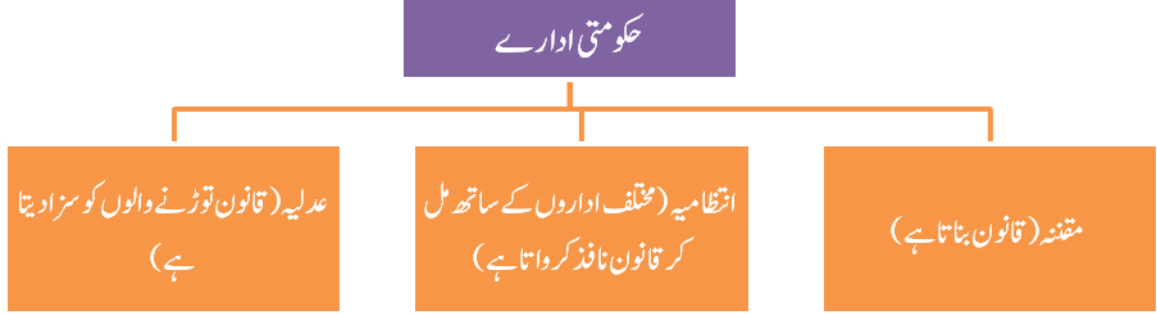 حکومتی ادارے
مقننہ (قانون بناتا ہے)
انتظامیہ (مختلف اداروں کے ساتھ مل
کر قانون نافذ کرواتا ہے)
عدلیہ (قانون توڑنے والوں کو سزا دیتا
ہے)